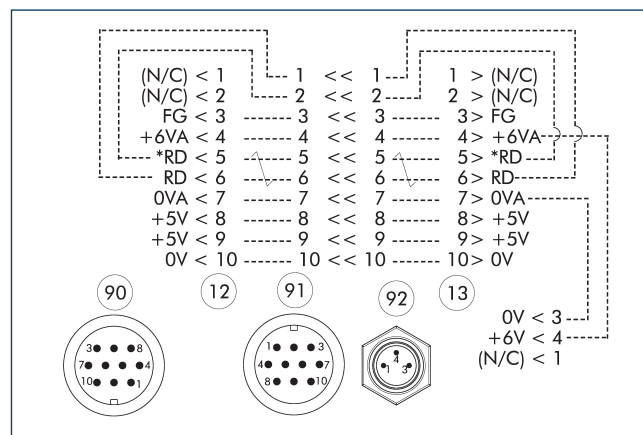 (N/C) < 1 1 << 1 1 > (N/C)
(N/C) < 2 2 << 2 2 > (N/C)
FG < 3 3 << 3 3> FG
+6VA < 4 4 << 4 4> +6VA
*RD < 5 5 << 5 5> *RD
RD < 6 6 << 6 6> RD
0VA < 7 7 << 7 7> 0VA
+5V < 8 8 << 8 8> +5V
+5V < 9 9 << 9 9> +5V
0V < 10 10 << 10 10> 0V
90 12 91 92 13
0V < 3
+6V < 4
(N/C) < 1
3 8
7 4
10 1
1 3
4 7
8 10
4
1 3